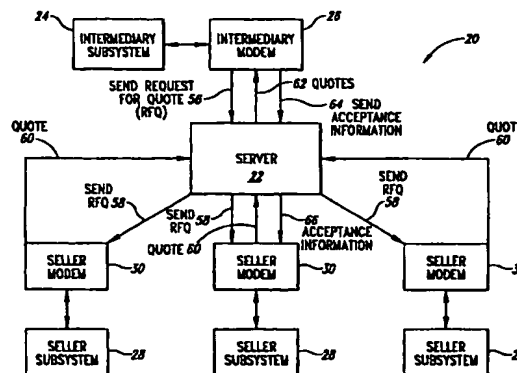 24
INTERMEDIARY
SUBSYSTEM
INTERMEDIARY
MODEM
26
20
SEND REQUEST
FOR QUOTE 56
(RFQ)
62 QUOTES
64 SEND
ACCEPTANCE
INFORMATION
QUOTE
60
SERVER
22
QUOT
60
SEND
RFQ 58
SEND
RFQ 58
QUOTE 60
66
ACCEPTANCE
INFORMATION
SEND
RFQ 58
SELLER
MODEM
30
SELLER
MODEM
30
SELLER
MODEM
3
SELLER
SUBSYSTEM
28
SELLER
SUBSYSTEM
28
SELLER
SUBSYSTEM
2